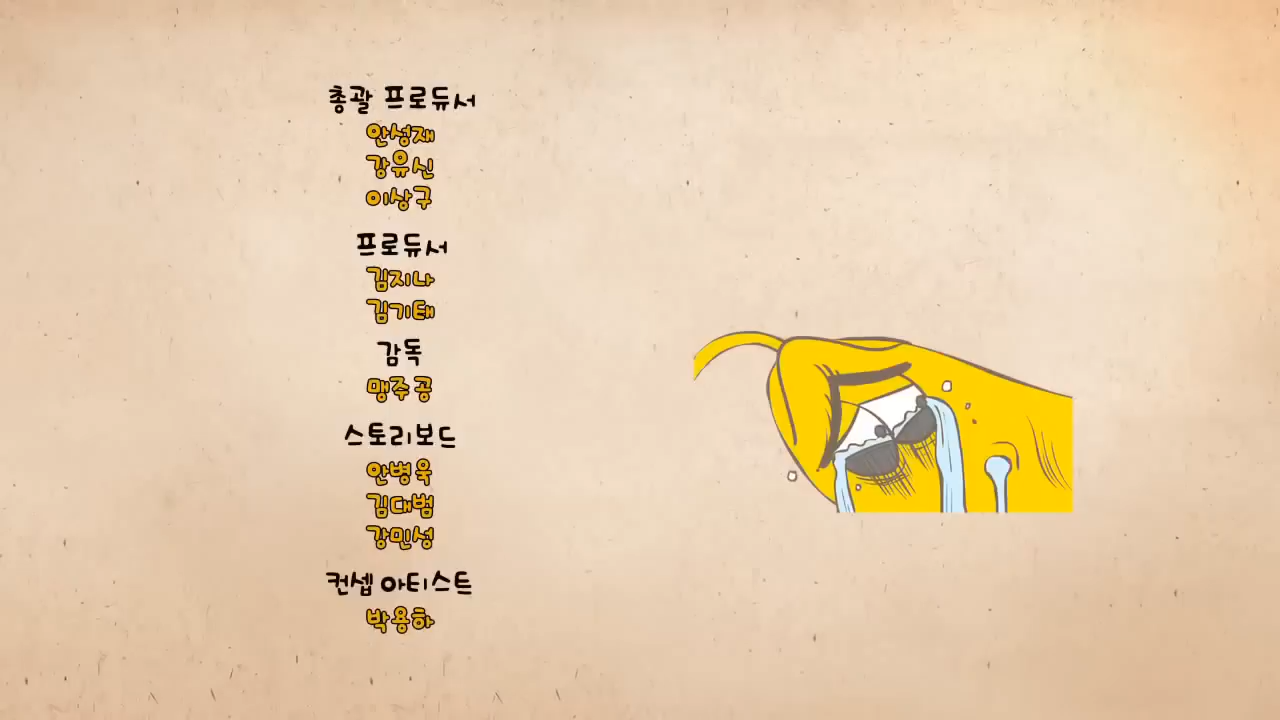 총괄 프로듀서
안성재
강유신
이상구
프로듀서
김지나
김기태
감독
맹주공
스토리보드
안병욱
김대범
강민성
컨셉 아티스트
박용하